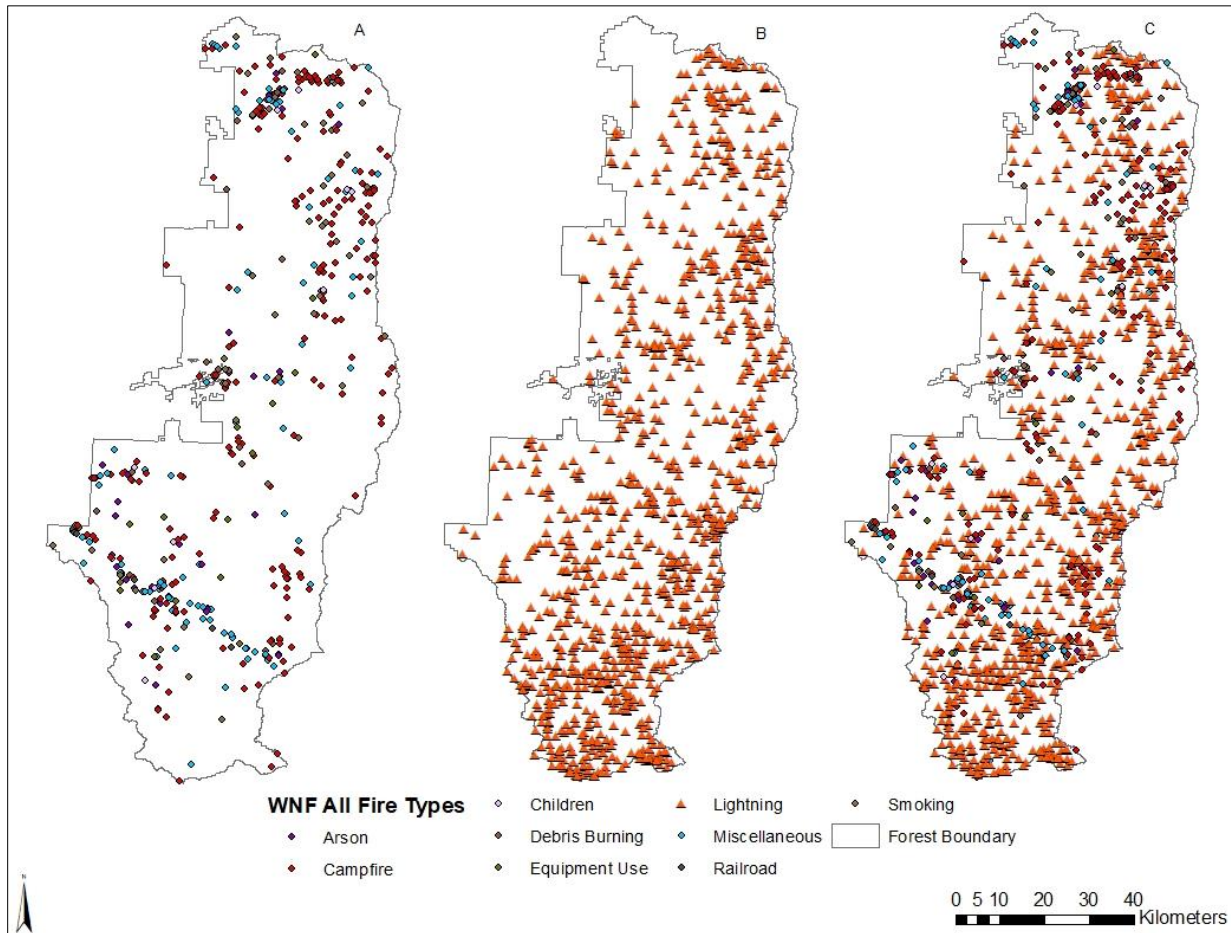 A
B
C
WNF All Fire Types
Arson
Campfire
Children
Debris Burning
Equipment Use
Lightning
Miscellaneous
Railroad
Smoking
Forest Boundary
N
0 5 10 20 30 40
Kilometers